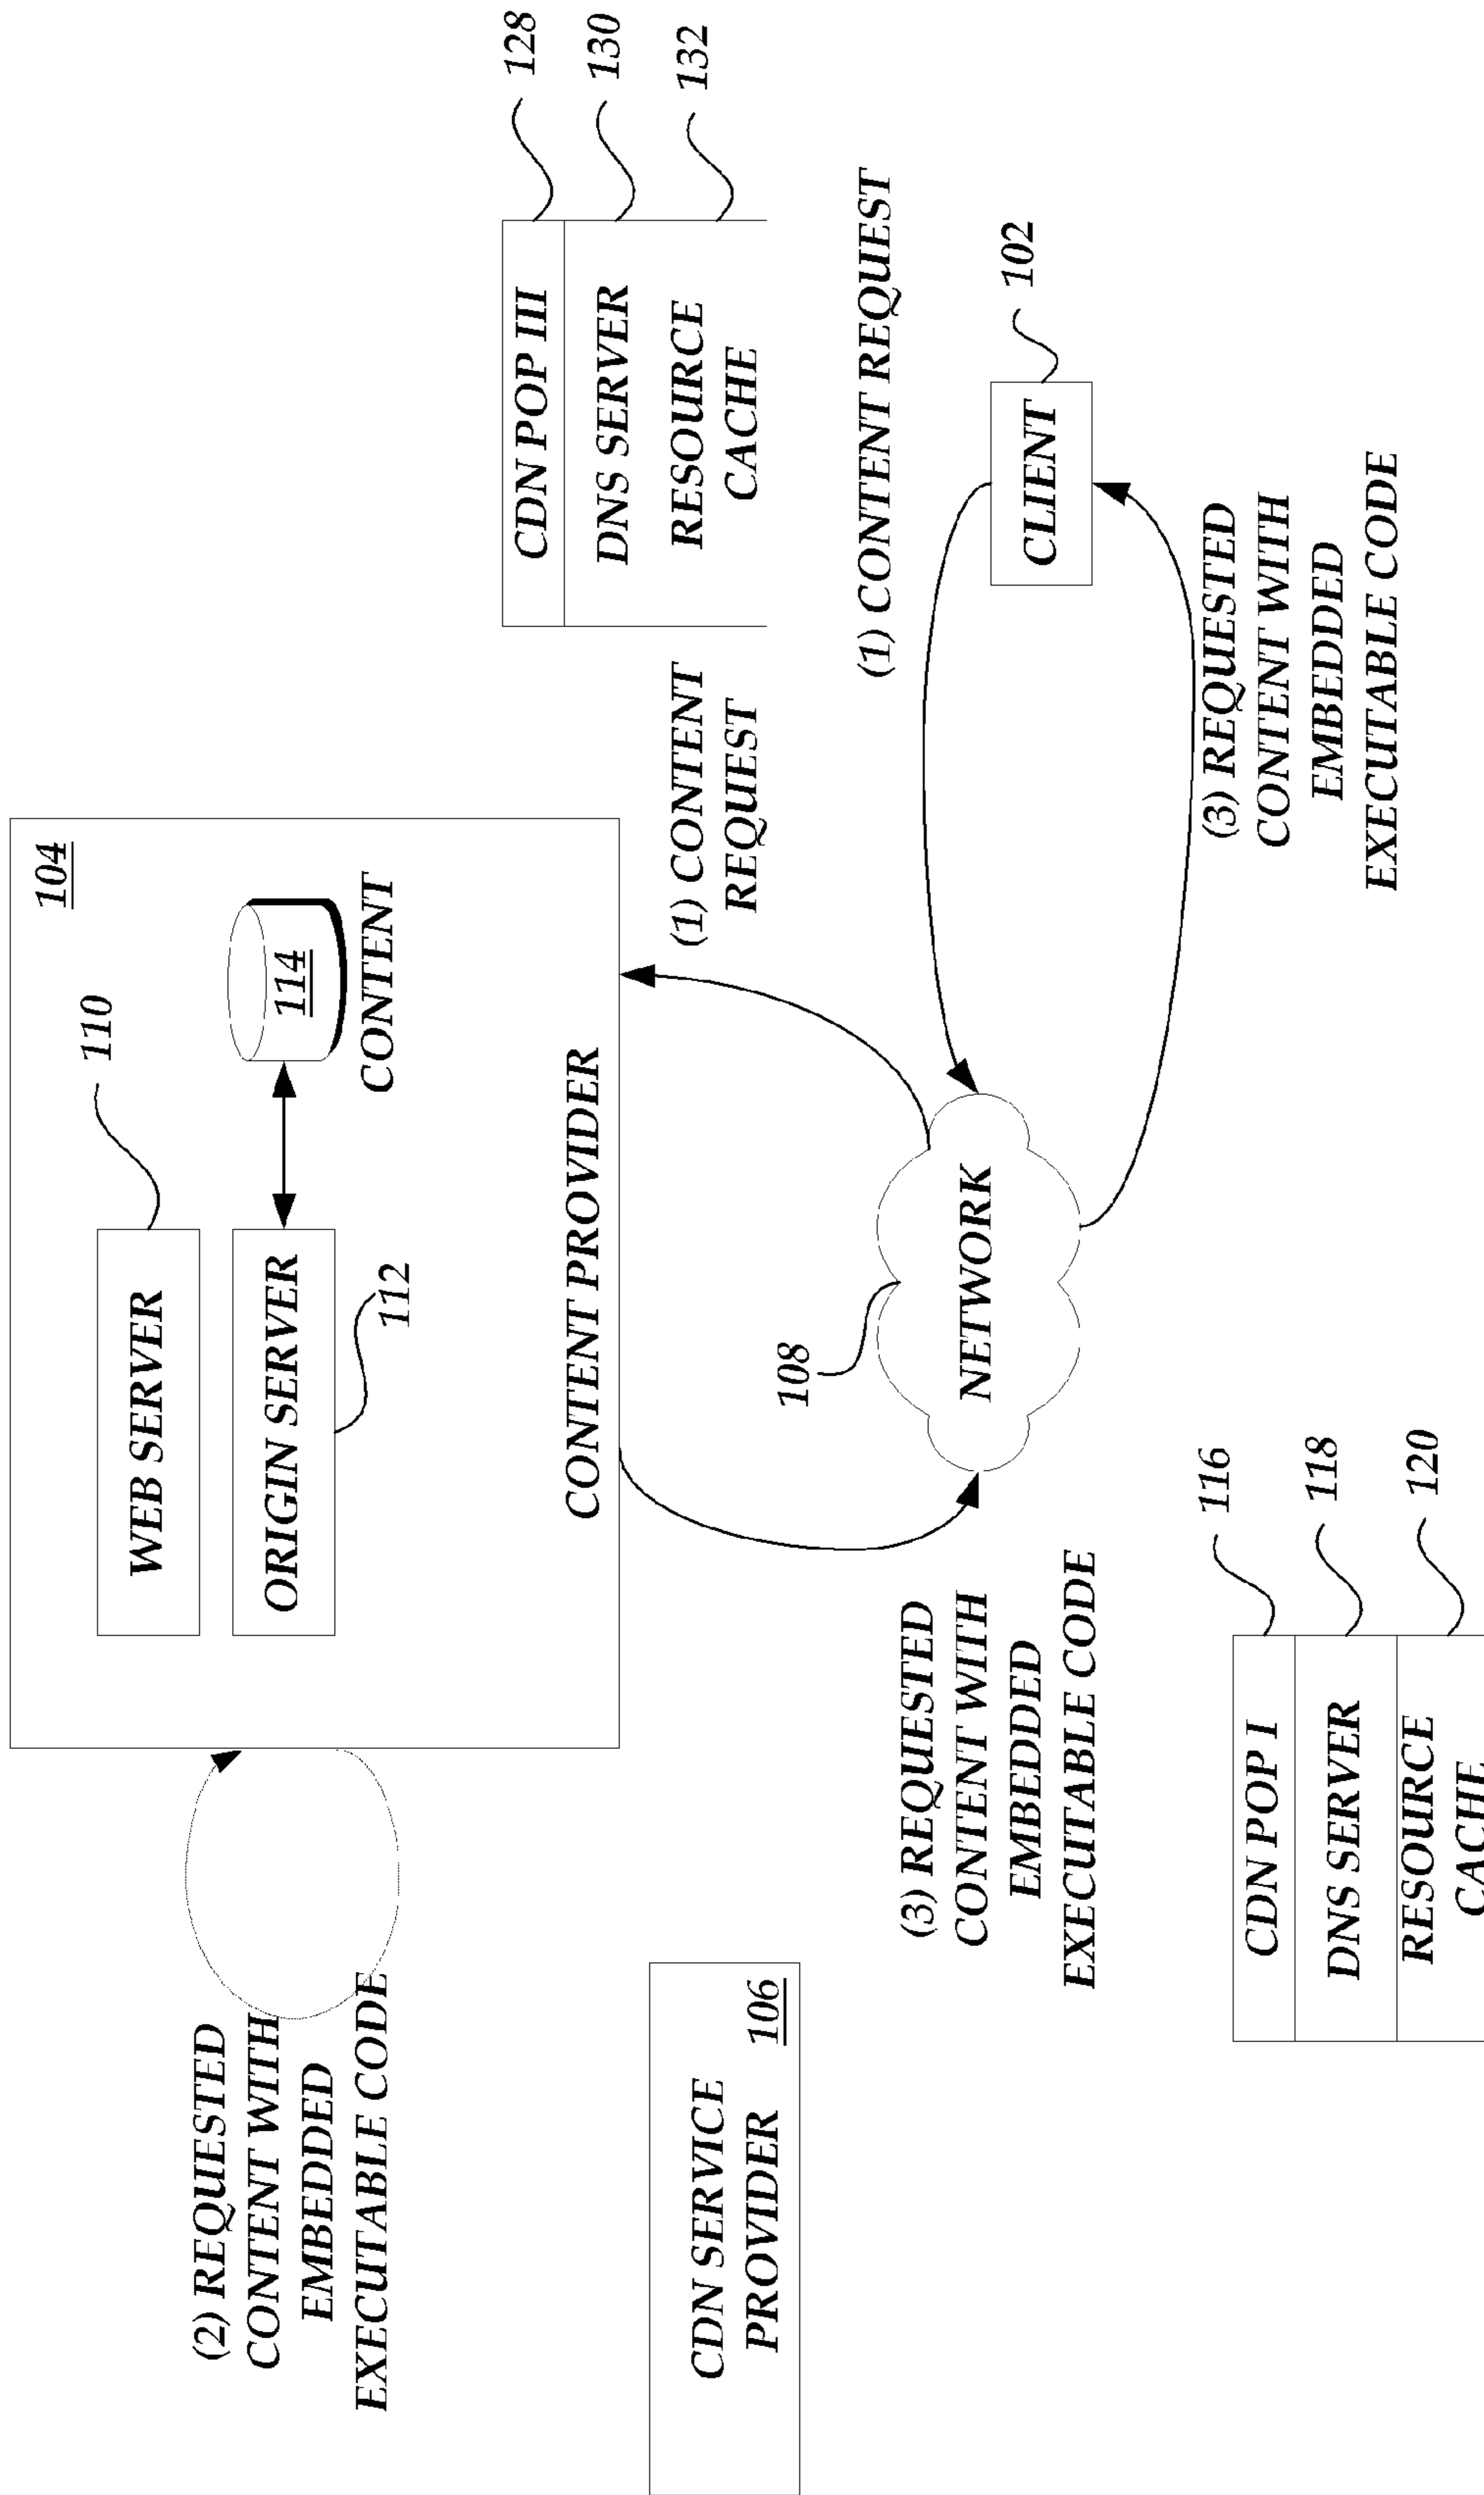 104
110
WEB SERVER
ORIGIN SERVER
112
114
CONTENT
CONTENT PROVIDER
(2) REQUESTED
CONTENT WITH
EMBEDDED
EXECUTABLE CODE
CDN SERVICE
PROVIDER
106
CDN POP III
DNS SERVER
RESOURCE
CACHE
128
130
132
(1) CONTENT
REQUEST
(1) CONTENT REQUEST
108
NETWORK
CLIENT
102
(3) REQUESTED
CONTENT WITH
EMBEDDED
EXECUTABLE CODE
(3) REQUESTED
CONTENT WITH
EMBEDDED
EXECUTABLE CODE
CDN POP I
DNS SERVER
RESOURCE
CACHE
116
118
120